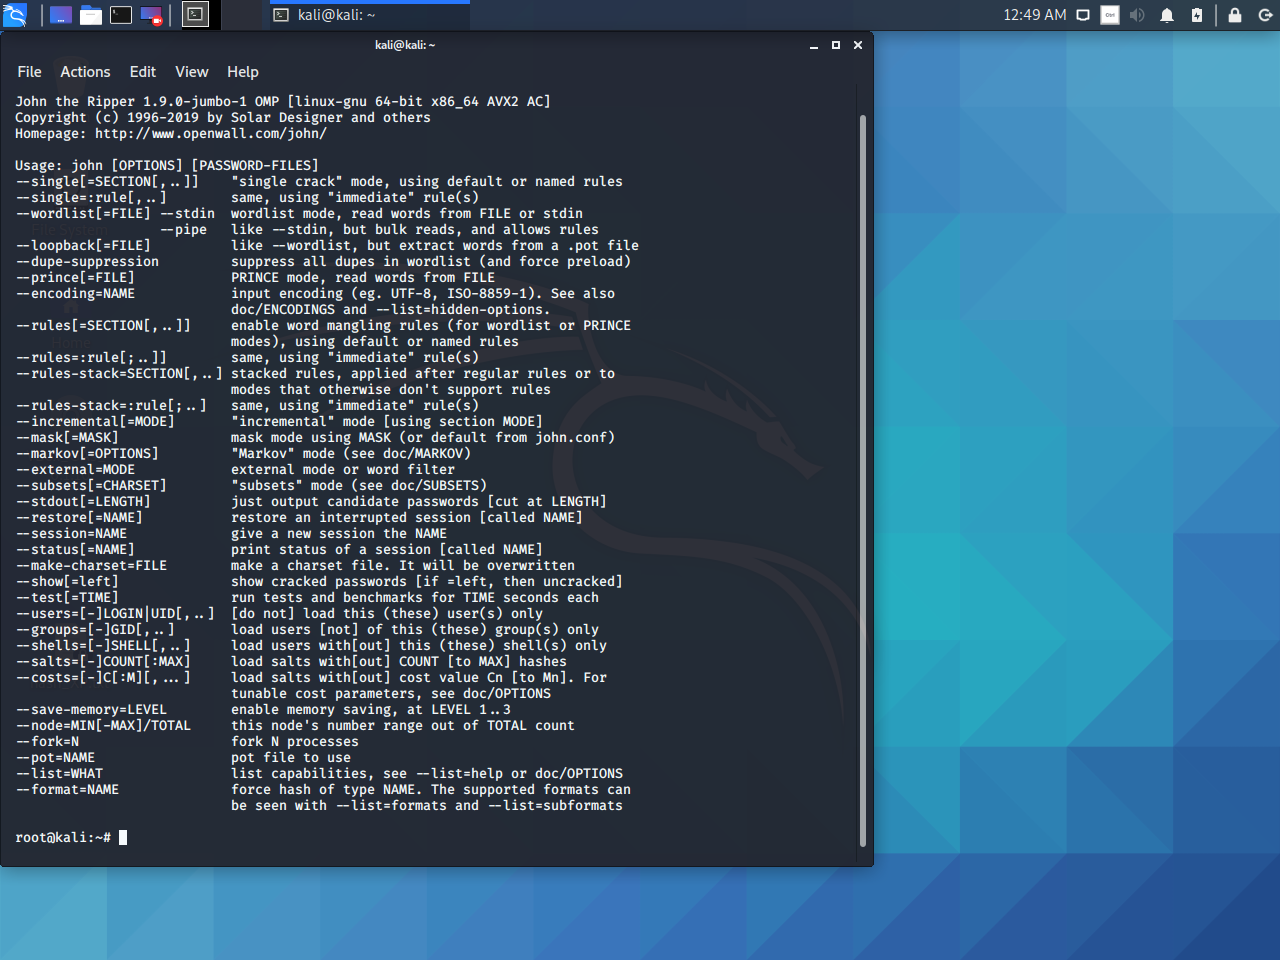 kali@kali: ~
12:49 AM
Ctrl
kali@kali: ~
File Actions Edit View Help
John the Ripper 1.9.0-jumbo-1 OMP [linux-gnu 64-bit x86_64 AVX2 AC]
Copyright (c) 1996-2019 by Solar Designer and others
Homepage: http://www.openwall.com/john/
Usage: john [OPTIONS] [PASSWORD-FILES]
--single[=SECTION[,..]] "single crack" mode, using default or named rules
--single=:rule[,..] same, using "immediate" rule(s)
--wordlist[=FILE] --stdin wordlist mode, read words from FILE or stdin
--pipe like --stdin, but bulk reads, and allows rules
--loopback[=FILE] like --wordlist, but extract words from a .pot file
--dupe-suppression suppress all dupes in wordlist (and force preload)
--prince[=FILE] PRINCE mode, read words from FILE
--encoding=NAME input encoding (eg. UTF-8, ISO-8859-1). See also
doc/ENCODINGS and --list=hidden-options.
--rules[=SECTION[,..]] enable word mangling rules (for wordlist or PRINCE
modes), using default or named rules
--rules=:rule[;..]] same, using "immediate" rule(s)
--rules-stack=SECTION[,..] stacked rules, applied after regular rules or to
modes that otherwise don't support rules
--rules-stack=:rule[;..] same, using "immediate" rule(s)
--incremental[=MODE] "incremental" mode [using section MODE]
--mask[=MASK] mask mode using MASK (or default from john.conf)
--markov[=OPTIONS] "Markov" mode (see doc/MARKOV)
--external=MODE external mode or word filter
--subsets[=CHARSET] "subsets" mode (see doc/SUBSETS)
--stdout[=LENGTH] just output candidate passwords [cut at LENGTH]
--restore[=NAME] restore an interrupted session [called NAME]
--session=NAME give a new session the NAME
--status[=NAME] print status of a session [called NAME]
--make-charset=FILE make a charset file. It will be overwritten
--show[=left] show cracked passwords [if =left, then uncracked]
--test[=TIME] run tests and benchmarks for TIME seconds each
--users=[-]LOGIN|UID[,..] [do not] load this (these) user(s) only
--groups=[-]GID[,..] load users [not] of this (these) group(s) only
--shells=[-]SHELL[,..] load users with[out] this (these) shell(s) only
--salts=[-]COUNT[:MAX] load salts with[out] COUNT [to MAX] hashes
--costs=[-]C[:M][,...] load salts with[out] cost value Cn [to Mn]. For
tunable cost parameters, see doc/OPTIONS
--save-memory=LEVEL enable memory saving, at LEVEL 1..3
--node=MIN[-MAX]/TOTAL this node's number range out of TOTAL count
--fork=N fork N processes
--pot=NAME pot file to use
--list=WHAT list capabilities, see --list=help or doc/OPTIONS
--format=NAME force hash of type NAME. The supported formats can
be seen with --list=formats and --list=subformats
root@kali:~#